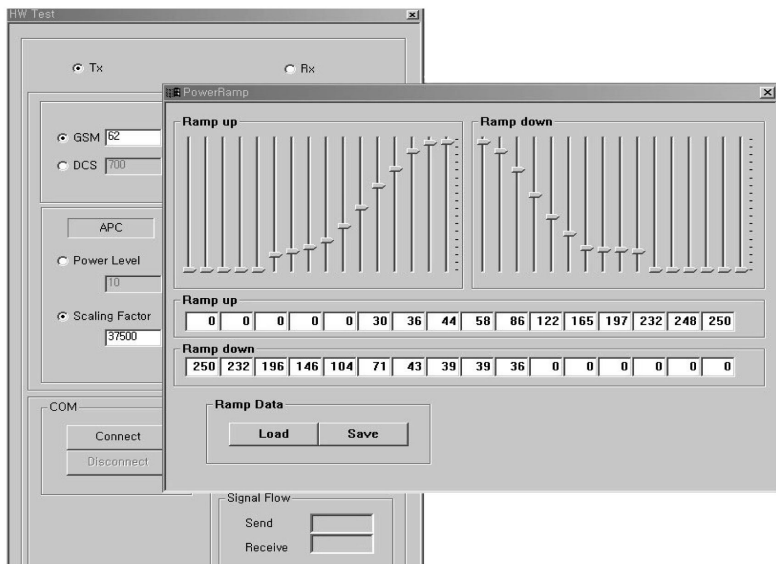 HW Test
Tx
Rx
GSM 62
DCS 700
APC
Power Level
10
Scaling Factor
37500
COM
Connect
Disconnect
Signal Flow
Send
Receive
PowerRamp
Ramp up
Ramp down
Ramp up
0 0 0 0 0 30 36 44 58 86 122 165 197 232 248 250
Ramp down
250 232 196 146 104 71 43 39 39 36 0 0 0 0 0 0
Ramp Data
Load Save